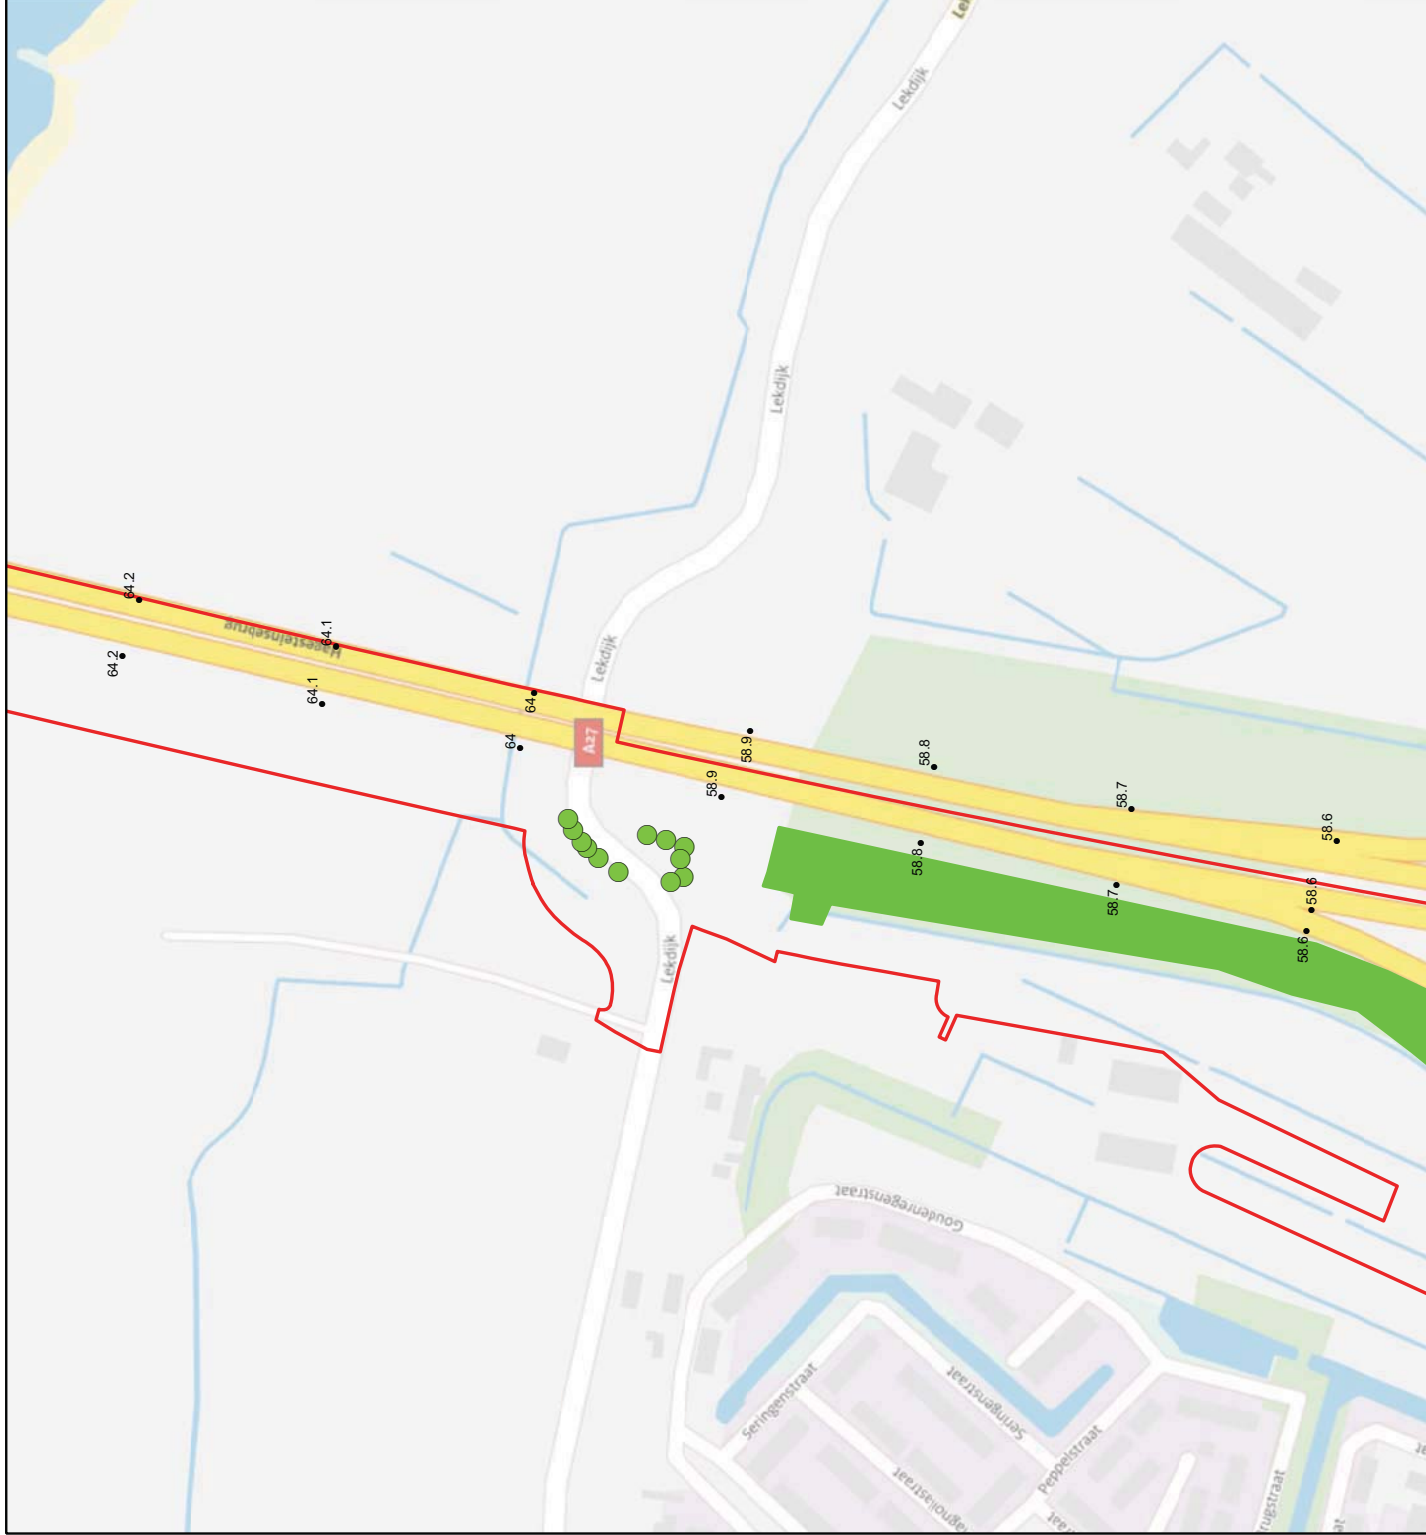 Lekdijk
64.2
64.2
Hagesteinsebrug
64.1
64.1
Lekdijk
64
64
A27
Lekdijk
58.9
58.9
58.8
58.8
Lekdijk
58.7
58.7
58.6
58.6
58.6
Goudenregenstraat
Seringenstraat
Seringenstraat
Peppelstraat